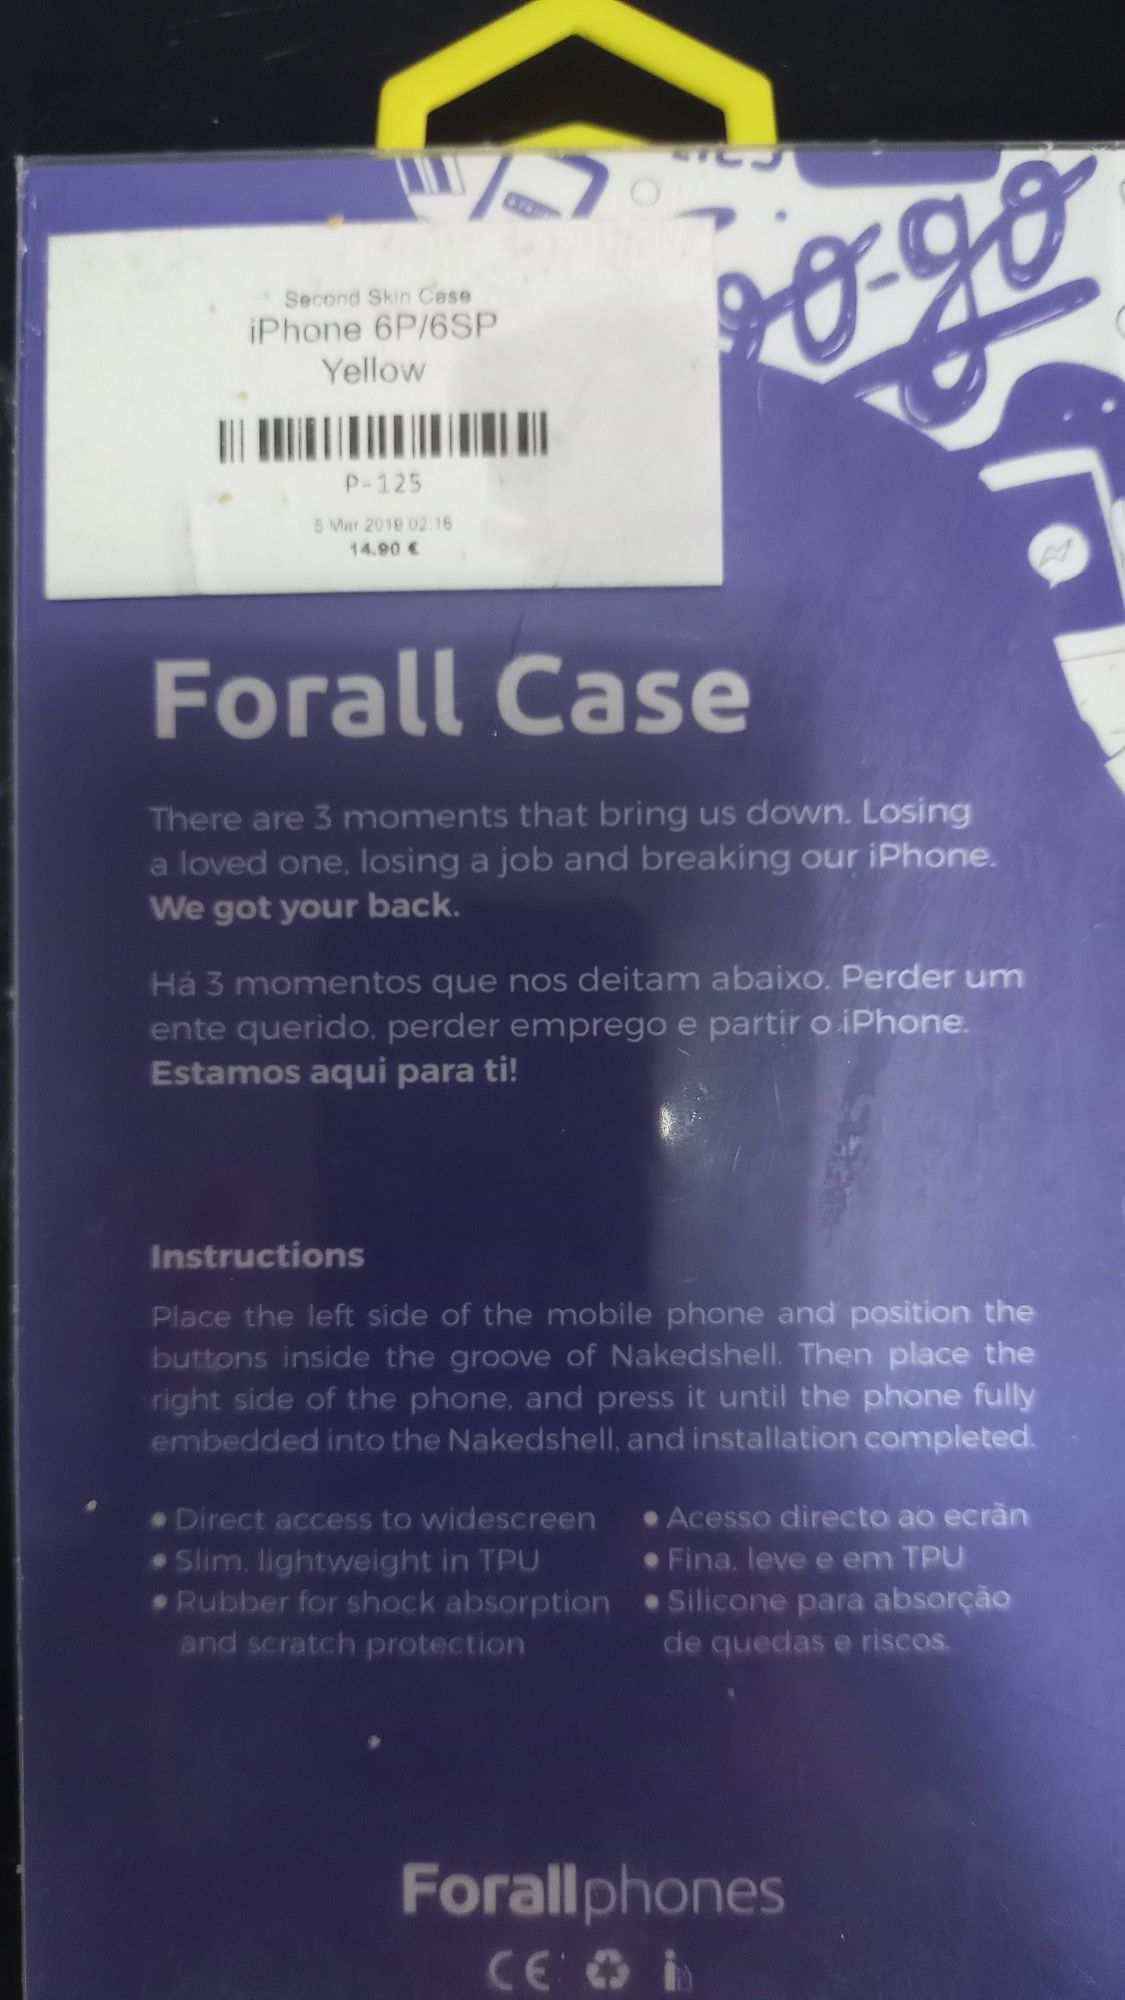 oo-go
Second Skin Case
iPhone 6P/6SP
Yellow
P-125
5 Mar 2019 02:16
14.90 €
Forall Case
There are 3 moments that bring us down. Losing
a loved one, losing a job and breaking our iPhone.
We got your back.
Há 3 momentos que nos deitam abaixo. Perder um
ente querido, perder emprego e partir o iPhone.
Estamos aqui para ti!
Instructions
Place the left side of the mobile phone and position the
buttons inside the groove of Nakedshell. Then place the
right side of the phone, and press it until the phone fully
embedded into the Nakedshell, and installation completed.
• Direct access to widescreen
• Slim, lightweight in TPU
• Rubber for shock absorption
and scratch protection
• Acesso directo ao ecrãn
• Fina, leve e em TPU
• Silicone para absorção
de quedas e riscos.
Forallphones
CE